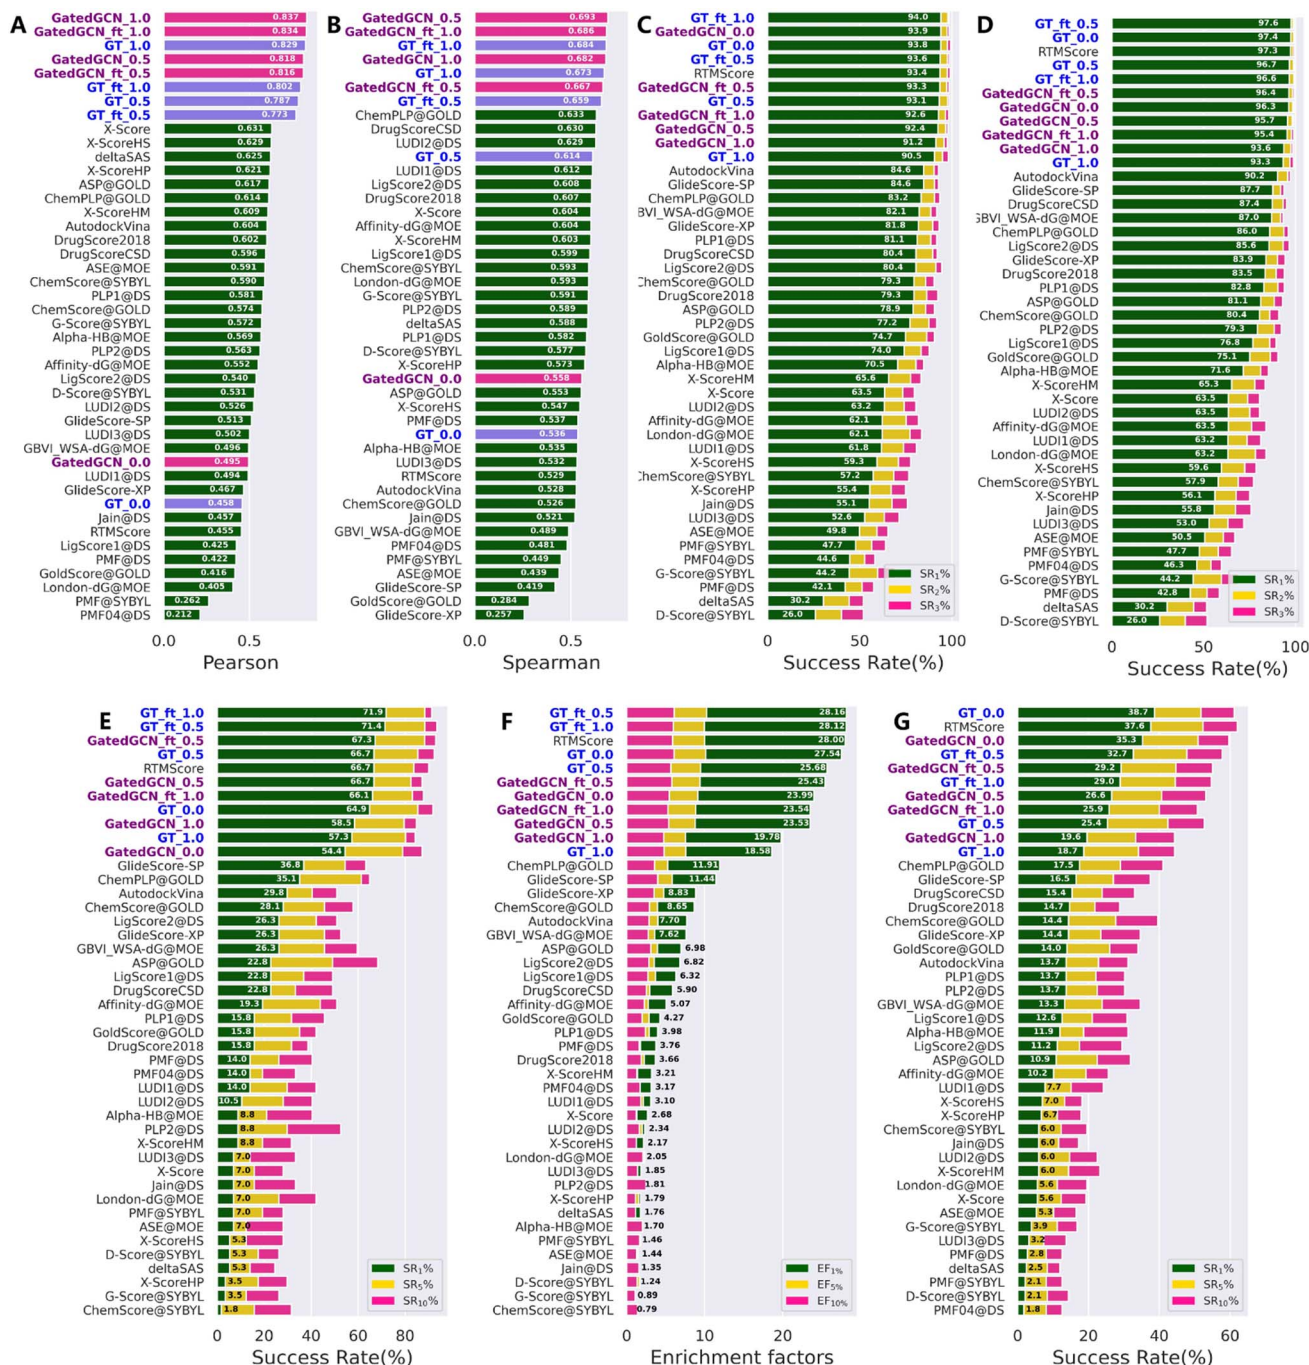 A
GatedGCN_1.0 0.837
GatedGCN_ft_1.0 0.834
GT_1.0 0.829
GatedGCN_0.5 0.818
GatedGCN_ft_0.5 0.816
GT_ft_1.0 0.802
GT_0.5 0.787
GT_ft_0.5 0.773
X-Score 0.631
X-ScoreHS 0.629
deltaSAS 0.625
X-ScoreHP 0.621
ASP@GOLD 0.617
ChemPLP@GOLD 0.614
X-ScoreHM 0.609
AutodockVina 0.604
DrugScore2018 0.602
DrugScoreCSD 0.596
ASE@MOE 0.591
ChemScore@SYBYL 0.590
PLP1@DS 0.581
ChemScore@GOLD 0.574
G-Score@SYBYL 0.572
Alpha-HB@MOE 0.569
PLP2@DS 0.563
Affinity-dG@MOE 0.552
LigScore2@DS 0.540
D-Score@SYBYL 0.531
LUDI2@DS 0.526
GlideScore-SP 0.513
LUDI3@DS 0.502
GBVI_WSA-dG@MOE 0.496
GatedGCN_0.0 0.495
LUDI1@DS 0.494
GlideScore-XP 0.467
GT_0.0 0.458
Jain@DS 0.457
RTMScore 0.455
LigScore1@DS 0.425
PMF@DS 0.422
GoldScore@GOLD 0.416
London-dG@MOE 0.405
PMF@SYBYL 0.262
PMF04@DS 0.212
0.0 0.5
Pearson
B
GatedGCN_0.5 0.693
GatedGCN_ft_1.0 0.686
GT_ft_1.0 0.684
GatedGCN_1.0 0.682
GT_1.0 0.673
GatedGCN_ft_0.5 0.667
GT_ft_0.5 0.659
ChemPLP@GOLD 0.633
DrugScoreCSD 0.630
LUDI2@DS 0.629
GT_0.5 0.614
LUDI1@DS 0.612
LigScore2@DS 0.608
DrugScore2018 0.607
X-Score 0.604
Affinity-dG@MOE 0.604
X-ScoreHM 0.603
LigScore1@DS 0.599
ChemScore@SYBYL 0.593
London-dG@MOE 0.593
G-Score@SYBYL 0.591
PLP2@DS 0.589
deltaSAS 0.588
PLP1@DS 0.582
D-Score@SYBYL 0.577
X-ScoreHP 0.573
GatedGCN_0.0 0.558
ASP@GOLD 0.553
X-ScoreHS 0.547
PMF@DS 0.537
GT_0.0 0.536
Alpha-HB@MOE 0.535
LUDI3@DS 0.532
RTMScore 0.529
AutodockVina 0.528
ChemScore@GOLD 0.526
Jain@DS 0.521
GBVI_WSA-dG@MOE 0.489
PMF04@DS 0.481
PMF@SYBYL 0.449
ASE@MOE 0.439
GlideScore-SP 0.419
GoldScore@GOLD 0.284
GlideScore-XP 0.257
0.0 0.5
Spearman
C
GT_ft_1.0 94.0
GatedGCN_0.0 93.9
GT_0.0 93.8
GT_ft_0.5 93.6
RTMScore 93.4
GatedGCN_ft_0.5 93.3
GT_0.5 93.1
GatedGCN_ft_1.0 92.6
GatedGCN_0.5 92.4
GatedGCN_1.0 91.2
GT_1.0 90.5
AutodockVina 84.6
GlideScore-SP 84.6
ChemPLP@GOLD 83.2
BVI_WSA-dG@MOE 82.1
GlideScore-XP 81.8
PLP1@DS 81.1
DrugScoreCSD 80.4
LigScore2@DS 80.4
ChemScore@GOLD 79.3
DrugScore2018 79.3
ASP@GOLD 78.9
PLP2@DS 77.2
GoldScore@GOLD 74.7
LigScore1@DS 74.0
Alpha-HB@MOE 70.5
X-ScoreHM 65.6
X-Score 63.5
LUDI2@DS 63.2
Affinity-dG@MOE 62.1
London-dG@MOE 62.1
LUDI1@DS 61.8
X-ScoreHS 59.3
ChemScore@SYBYL 57.2
X-ScoreHP 55.4
Jain@DS 55.1
LUDI3@DS 52.6
ASE@MOE 49.8
PMF@SYBYL 47.7
PMF04@DS 44.6
G-Score@SYBYL 44.2
PMF@DS 42.1
deltaSAS 30.2
D-Score@SYBYL 26.0
SR₁%
SR₂%
SR₃%
0 50 100
Success Rate(%)
D
GT_ft_0.5 97.6
GT_0.0 97.4
RTMScore 97.3
GT_0.5 96.7
GT_ft_1.0 96.6
GatedGCN_ft_0.5 96.4
GatedGCN_0.0 96.3
GatedGCN_0.5 95.7
GatedGCN_ft_1.0 95.4
GatedGCN_1.0 93.6
GT_1.0 93.3
AutodockVina 90.2
GlideScore-SP 87.7
DrugScoreCSD 87.4
GBVI_WSA-dG@MOE 87.0
ChemPLP@GOLD 86.0
LigScore2@DS 85.6
GlideScore-XP 83.9
DrugScore2018 83.5
PLP1@DS 82.8
ASP@GOLD 81.1
ChemScore@GOLD 80.4
PLP2@DS 79.3
LigScore1@DS 76.8
GoldScore@GOLD 75.1
Alpha-HB@MOE 71.6
X-ScoreHM 65.3
X-Score 63.5
LUDI2@DS 63.5
Affinity-dG@MOE 63.5
LUDI1@DS 63.2
London-dG@MOE 63.2
X-ScoreHS 59.6
ChemScore@SYBYL 57.9
X-ScoreHP 56.1
Jain@DS 55.8
LUDI3@DS 53.0
ASE@MOE 50.5
PMF@SYBYL 47.7
PMF04@DS 46.3
G-Score@SYBYL 44.2
PMF@DS 42.8
deltaSAS 30.2
D-Score@SYBYL 26.0
SR₁%
SR₂%
SR₃%
0 50 100
Success Rate(%)
E
GT_ft_1.0 71.9
GT_ft_0.5 71.4
GatedGCN_ft_0.5 67.3
GT_0.5 66.7
RTMScore 66.7
GatedGCN_0.5 66.7
GatedGCN_ft_1.0 66.1
GT_0.0 64.9
GatedGCN_1.0 58.5
GT_1.0 57.3
GatedGCN_0.0 54.4
GlideScore-SP 36.8
ChemPLP@GOLD 35.1
AutodockVina 29.8
ChemScore@GOLD 28.1
LigScore2@DS 26.3
GlideScore-XP 26.3
GBVI_WSA-dG@MOE 26.3
ASP@GOLD 22.8
LigScore1@DS 22.8
DrugScoreCSD 22.8
Affinity-dG@MOE 19.3
PLP1@DS 15.8
GoldScore@GOLD 15.8
DrugScore2018 15.8
PMF@DS 14.0
PMF04@DS 14.0
LUDI1@DS 14.0
LUDI2@DS 10.5
Alpha-HB@MOE 8.8
PLP2@DS 8.8
X-ScoreHM 8.8
LUDI3@DS 7.0
X-Score 7.0
Jain@DS 7.0
London-dG@MOE 7.0
PMF@SYBYL 7.0
ASE@MOE 7.0
X-ScoreHS 5.3
D-Score@SYBYL 5.3
deltaSAS 5.3
X-ScoreHP 3.5
G-Score@SYBYL 3.5
ChemScore@SYBYL 1.8
SR₁%
SR₅%
SR₁₀%
0 20 40 60 80
Success Rate(%)
F
GT_ft_0.5 28.16
GT_ft_1.0 28.12
RTMScore 28.00
GT_0.0 27.54
GT_0.5 25.68
GatedGCN_ft_0.5 25.43
GatedGCN_0.0 23.99
GatedGCN_ft_1.0 23.54
GatedGCN_0.5 23.53
GatedGCN_1.0 19.78
GT_1.0 18.58
ChemPLP@GOLD 11.91
GlideScore-SP 11.44
GlideScore-XP 8.83
ChemScore@GOLD 8.65
AutodockVina 7.70
GBVI_WSA-dG@MOE 7.62
ASP@GOLD 6.98
LigScore2@DS 6.82
LigScore1@DS 6.32
DrugScoreCSD 5.90
Affinity-dG@MOE 5.07
GoldScore@GOLD 4.27
PLP1@DS 3.98
PMF@DS 3.76
DrugScore2018 3.66
X-ScoreHM 3.21
PMF04@DS 3.17
LUDI1@DS 3.10
X-Score 2.68
LUDI2@DS 2.34
X-ScoreHS 2.17
London-dG@MOE 2.05
LUDI3@DS 1.85
PLP2@DS 1.81
X-ScoreHP 1.79
deltaSAS 1.76
Alpha-HB@MOE 1.70
PMF@SYBYL 1.46
ASE@MOE 1.44
Jain@DS 1.35
D-Score@SYBYL 1.24
G-Score@SYBYL 0.89
ChemScore@SYBYL 0.79
EF₁%
EF₅%
EF₁₀%
0 10 20
Enrichment factors
G
GT_0.0 38.7
RTMScore 37.6
GatedGCN_0.0 35.3
GT_ft_0.5 32.7
GatedGCN_ft_0.5 29.2
GT_ft_1.0 29.0
GatedGCN_0.5 26.6
GatedGCN_ft_1.0 25.9
GT_0.5 25.4
GatedGCN_1.0 19.6
GT_1.0 18.7
ChemPLP@GOLD 17.5
GlideScore-SP 16.5
DrugScoreCSD 15.4
DrugScore2018 14.7
ChemScore@GOLD 14.4
GlideScore-XP 14.4
GoldScore@GOLD 14.0
AutodockVina 13.7
PLP1@DS 13.7
PLP2@DS 13.7
GBVI_WSA-dG@MOE 13.3
LigScore1@DS 12.6
Alpha-HB@MOE 11.9
LigScore2@DS 11.2
ASP@GOLD 10.9
Affinity-dG@MOE 10.2
LUDI1@DS 7.7
X-ScoreHS 7.0
X-ScoreHP 6.7
ChemScore@SYBYL 6.0
Jain@DS 6.0
LUDI2@DS 6.0
X-ScoreHM 6.0
London-dG@MOE 5.6
X-Score 5.6
ASE@MOE 5.3
G-Score@SYBYL 3.9
LUDI3@DS 3.2
PMF@DS 2.8
deltaSAS 2.5
PMF@SYBYL 2.1
D-Score@SYBYL 2.1
PMF04@DS 1.8
SR₁%
SR₅%
SR₁₀%
0 20 40 60
Success Rate(%)